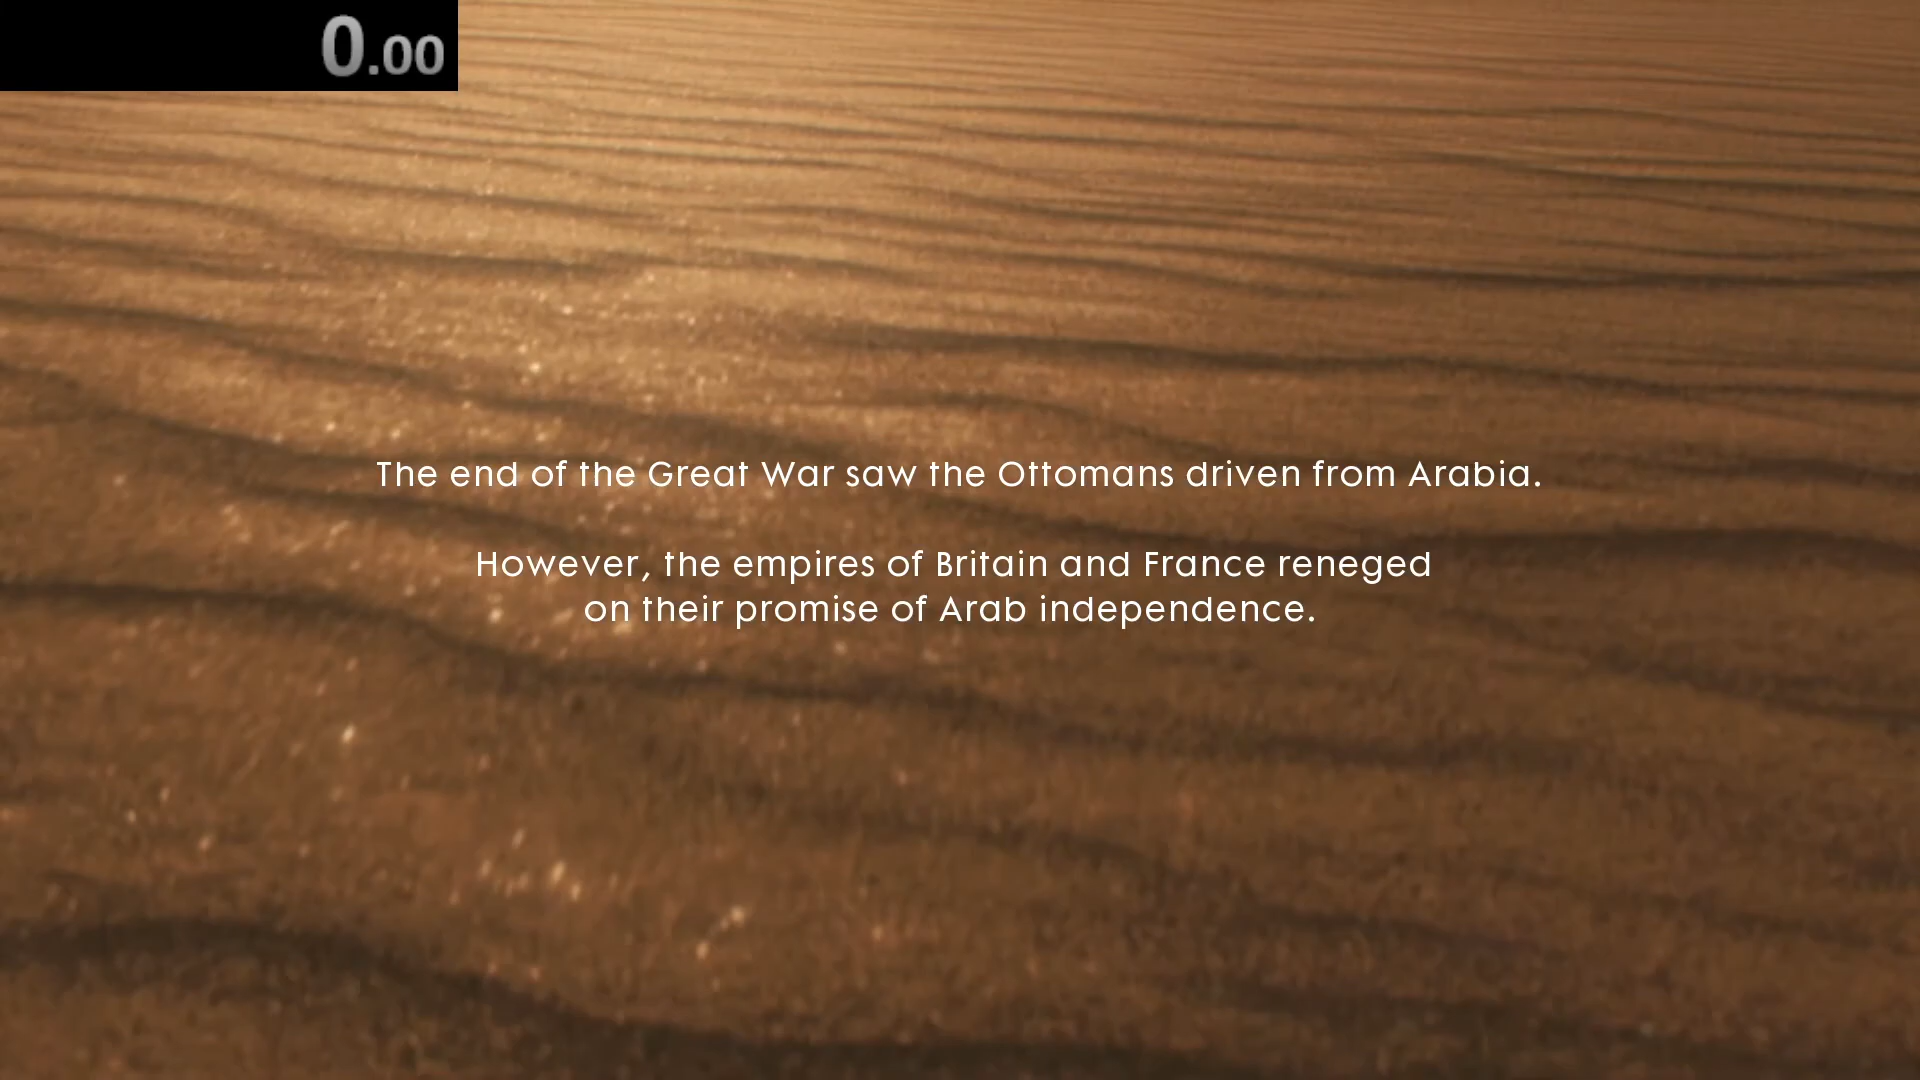 0.00
The end of the Great War saw the Ottomans driven from Arabia.
However, the empires of Britain and France reneged
on their promise of Arab independence.